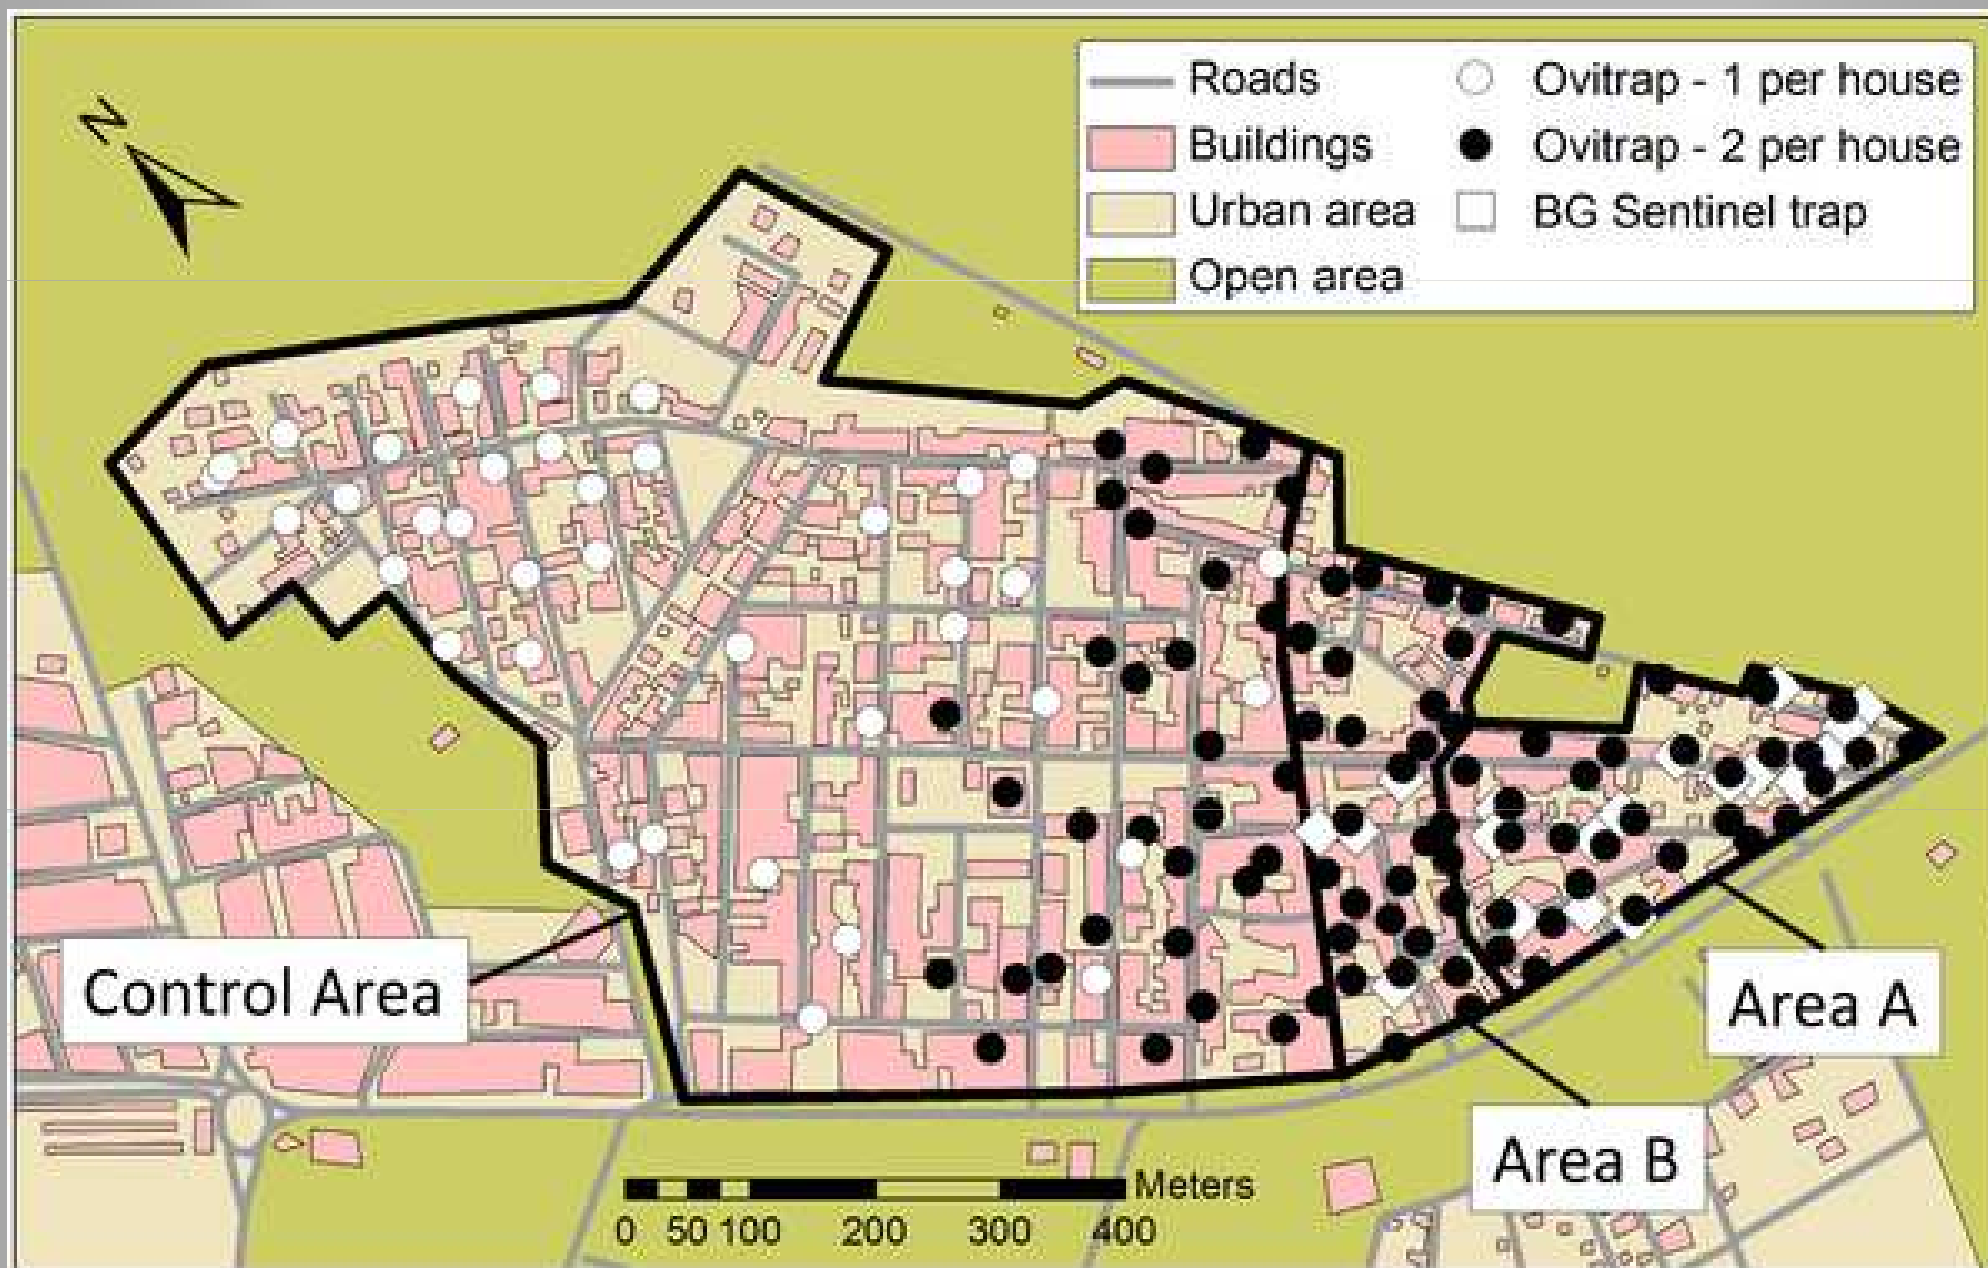 N
Roads
Ovitrap - 1 per house
Buildings
Ovitrap - 2 per house
Urban area
BG Sentinel trap
Open area
Control Area
Area A
Area B
Meters
0 50 100 200 300 400